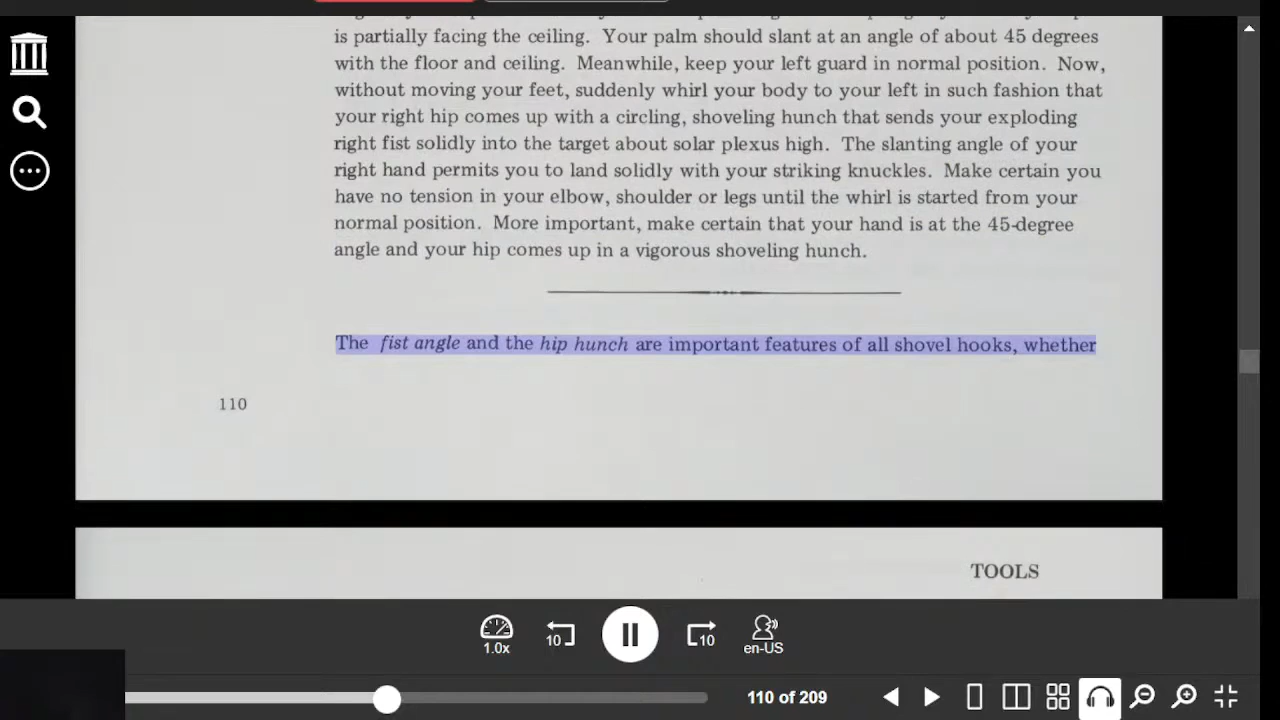 is partially facing the ceiling. Your palm should slant at an angle of about 45 degrees
with the floor and ceiling. Meanwhile, keep your left guard in normal position. Now,
without moving your feet, suddenly whirl your body to your left in such fashion that
your right hip comes up with a circling, shoveling hunch that sends your exploding
right fist solidly into the target about solar plexus high. The slanting angle of your
right hand permits you to land solidly with your striking knuckles. Make certain you
have no tension in your elbow, shoulder or legs until the whirl is started from your
normal position. More important, make certain that your hand is at the 45-degree
angle and your hip comes up in a vigorous shoveling hunch.
The fist angle and the hip hunch are important features of all shovel hooks, whether
110
TOOLS
1.0x
10
10
en-US
110 of 209